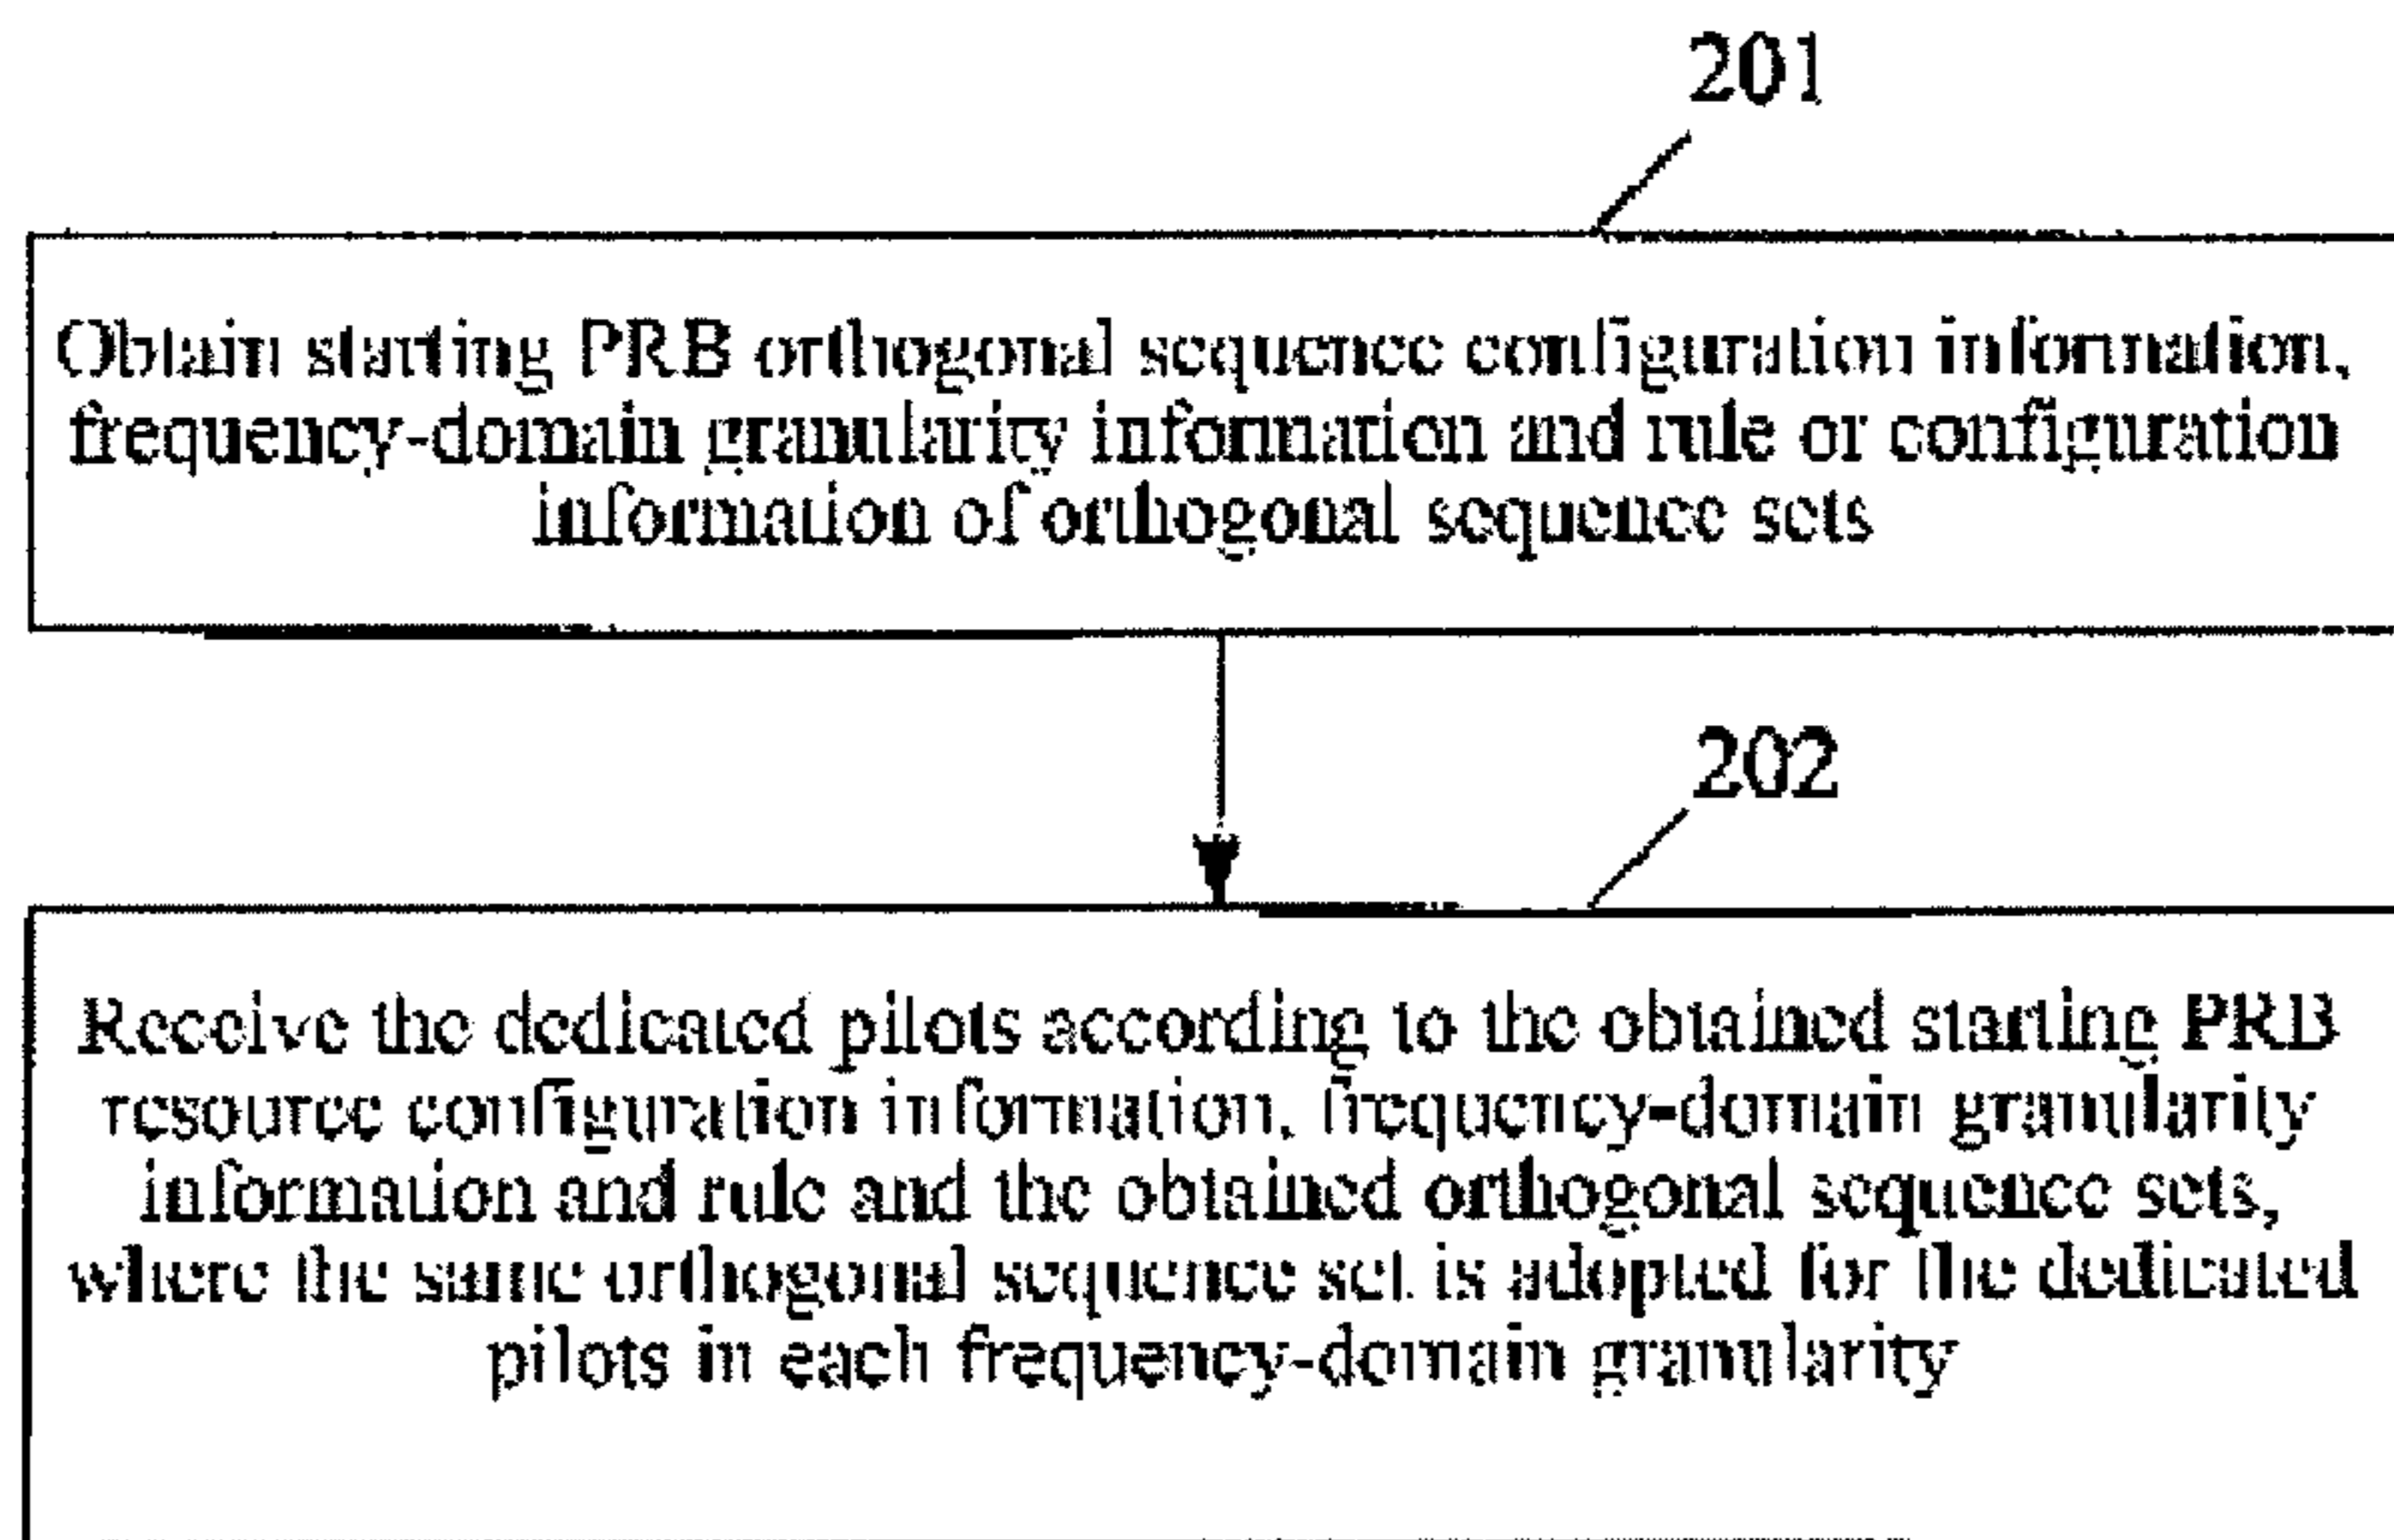 201
Obtain starting PRB orthogonal sequence configuration information,
frequency-domain granularity information and rule or configuration
information of orthogonal sequence sets
202
Receive the dedicated pilots according to the obtained starting PRB
resource configuration information, frequency-domain granularity
information and rule and the obtained orthogonal sequence sets,
where the same orthogonal sequence set is adopted for the dedicated
pilots in each frequency-domain granularity